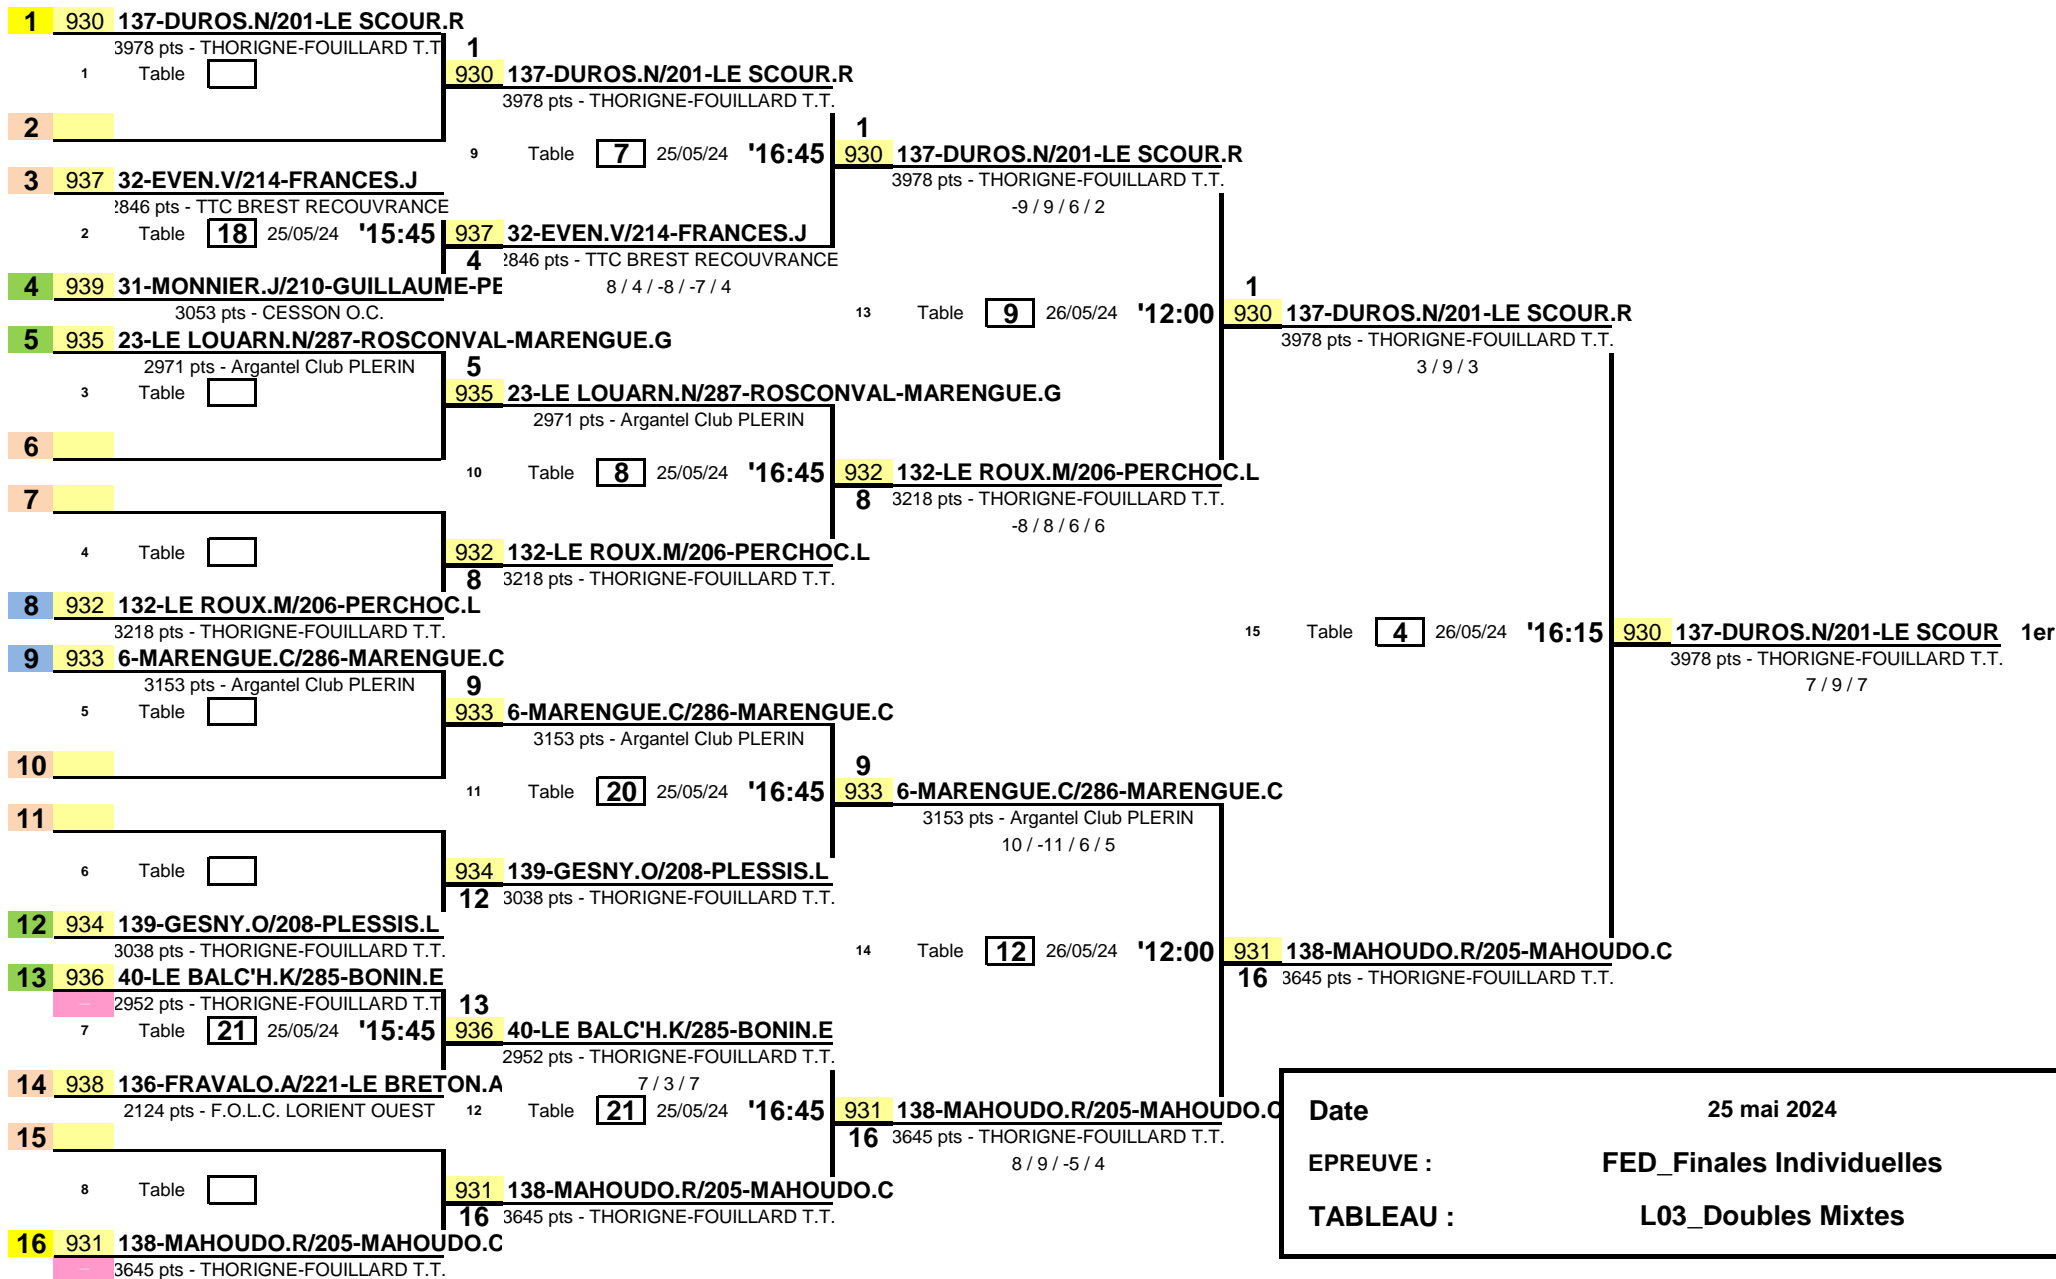 1 930 137-DUROS.N/201-LE SCOUR.R
3978 pts - THORIGNE-FOUILLARD T.T. 1
1 Table 930 137-DUROS.N/201-LE SCOUR.R
3978 pts - THORIGNE-FOUILLARD T.T.
2 1
9 Table 7 25/05/24 '16:45 930 137-DUROS.N/201-LE SCOUR.R
3 937 32-EVEN.V/214-FRANCES.J 3978 pts - THORIGNE-FOUILLARD T.T.
2846 pts - TTC BREST RECOUVRANCE -9 / 9 / 6 / 2
2 Table 18 25/05/24 '15:45 937 32-EVEN.V/214-FRANCES.J
4 2846 pts - TTC BREST RECOUVRANCE
4 939 31-MONNIER.J/210-GUILLAUME-PE 8 / 4 / -8 / -7 / 4 1
3053 pts - CESSON O.C. 13 Table 9 26/05/24 '12:00 930 137-DUROS.N/201-LE SCOUR.R
5 935 23-LE LOUARN.N/287-ROSCONVAL-MARENGUE.G 3978 pts - THORIGNE-FOUILLARD T.T.
2971 pts - Argantel Club PLERIN 5 3 / 9 / 3
3 Table 935 23-LE LOUARN.N/287-ROSCONVAL-MARENGUE.G
2971 pts - Argantel Club PLERIN
6
10 Table 8 25/05/24 '16:45 932 132-LE ROUX.M/206-PERCHOC.L
7 8 3218 pts - THORIGNE-FOUILLARD T.T.
-8 / 8 / 6 / 6
4 Table 932 132-LE ROUX.M/206-PERCHOC.L
8 3218 pts - THORIGNE-FOUILLARD T.T.
8 932 132-LE ROUX.M/206-PERCHOC.L
3218 pts - THORIGNE-FOUILLARD T.T. 15 Table 4 26/05/24 '16:15 930 137-DUROS.N/201-LE SCOUR 1er
9 933 6-MARENGUE.C/286-MARENGUE.C 3978 pts - THORIGNE-FOUILLARD T.T.
3153 pts - Argantel Club PLERIN 9 7 / 9 / 7
5 Table 933 6-MARENGUE.C/286-MARENGUE.C
3153 pts - Argantel Club PLERIN
10 9
11 Table 20 25/05/24 '16:45 933 6-MARENGUE.C/286-MARENGUE.C
11 3153 pts - Argantel Club PLERIN
10 / -11 / 6 / 5
6 Table 934 139-GESNY.O/208-PLESSIS.L
12 3038 pts - THORIGNE-FOUILLARD T.T.
12 934 139-GESNY.O/208-PLESSIS.L
3038 pts - THORIGNE-FOUILLARD T.T. 14 Table 12 26/05/24 '12:00 931 138-MAHOUDO.R/205-MAHOUDO.C
13 936 40-LE BALC'H.K/285-BONIN.E 16 3645 pts - THORIGNE-FOUILLARD T.T.
2952 pts - THORIGNE-FOUILLARD T.T 13
7 Table 21 25/05/24 '15:45 936 40-LE BALC'H.K/285-BONIN.E
2952 pts - THORIGNE-FOUILLARD T.T.
14 938 136-FRAVALO.A/221-LE BRETON.A 7 / 3 / 7
2124 pts - F.O.L.C. LORIENT OUEST 12 Table 21 25/05/24 '16:45 931 138-MAHOUDO.R/205-MAHOUDO.C
15 16 3645 pts - THORIGNE-FOUILLARD T.T.
8 / 9 / -5 / 4
8 Table 931 138-MAHOUDO.R/205-MAHOUDO.C
16 3645 pts - THORIGNE-FOUILLARD T.T.
16 931 138-MAHOUDO.R/205-MAHOUDO.C
3645 pts - THORIGNE-FOUILLARD T.T.
Date 25 mai 2024
EPREUVE : FED_Finales Individuelles
TABLEAU : L03_Doubles Mixtes